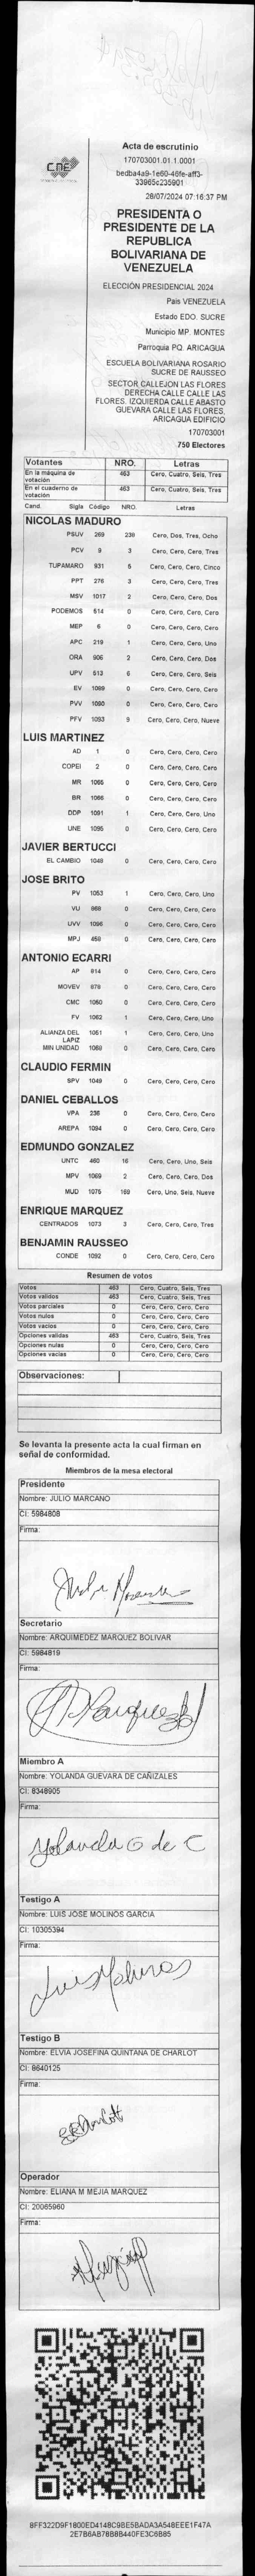 Acta de escrutinio
170703001.01.1.0001
bedba4a9-1e60-46fe-aff3-
33965c235901
28/07/2024 07:16:37 PM
CNE
PRESIDENTA O
PRESIDENTE DE LA
REPUBLICA
BOLIVARIANA DE
VENEZUELA
ELECCIÓN PRESIDENCIAL 2024
Pais VENEZUELA
Estado EDO. SUCRE
Municipio MP. MONTES
Parroquia PQ. ARICAGUA
ESCUELA BOLIVARIANA ROSARIO
SUCRE DE RAUSSEO
SECTOR CALLEJON LAS FLORES
DERECHA CALLE CALLE LAS
FLORES. IZQUIERDA CALLE ABASTO
GUEVARA CALLE LAS FLORES.
ARICAGUA EDIFICIO
170703001
750 Electores
Votantes NRO. Letras
En la máquina de votación 463 Cero, Cuatro, Seis, Tres
En el cuaderno de votación 463 Cero, Cuatro, Seis, Tres
Cand. Sigla Código NRO. Letras
NICOLAS MADURO
PSUV 269 238 Cero, Dos, Tres, Ocho
PCV 9 3 Cero, Cero, Cero, Tres
TUPAMARO 931 5 Cero, Cero, Cero, Cinco
PPT 276 3 Cero, Cero, Cero, Tres
MSV 1017 2 Cero, Cero, Cero, Dos
PODEMOS 514 0 Cero, Cero, Cero, Cero
MEP 6 0 Cero, Cero, Cero, Cero
APC 219 1 Cero, Cero, Cero, Uno
ORA 906 2 Cero, Cero, Cero, Dos
UPV 513 6 Cero, Cero, Cero, Seis
EV 1089 0 Cero, Cero, Cero, Cero
PVV 1090 0 Cero, Cero, Cero, Cero
PFV 1093 9 Cero, Cero, Cero, Nueve
LUIS MARTINEZ
AD 1 0 Cero, Cero, Cero, Cero
COPEI 2 0 Cero, Cero, Cero, Cero
MR 1065 0 Cero, Cero, Cero, Cero
BR 1066 0 Cero, Cero, Cero, Cero
DDP 1091 1 Cero, Cero, Cero, Uno
UNE 1095 0 Cero, Cero, Cero, Cero
JAVIER BERTUCCI
EL CAMBIO 1048 0 Cero, Cero, Cero, Cero
JOSE BRITO
PV 1053 1 Cero, Cero, Cero, Uno
VU 968 0 Cero, Cero, Cero, Cero
UVV 1096 0 Cero, Cero, Cero, Cero
MPJ 458 0 Cero, Cero, Cero, Cero
ANTONIO ECARRI
AP 914 0 Cero, Cero, Cero, Cero
MOVEV 978 0 Cero, Cero, Cero, Cero
CMC 1050 0 Cero, Cero, Cero, Cero
FV 1062 1 Cero, Cero, Cero, Uno
ALIANZA DEL LAPIZ 1051 1 Cero, Cero, Cero, Uno
MIN UNIDAD 1069 0 Cero, Cero, Cero, Cero
CLAUDIO FERMIN
SPV 1049 0 Cero, Cero, Cero, Cero
DANIEL CEBALLOS
VPA 236 0 Cero, Cero, Cero, Cero
AREPA 1094 0 Cero, Cero, Cero, Cero
EDMUNDO GONZALEZ
UNTC 460 16 Cero, Cero, Uno, Seis
MPV 1069 2 Cero, Cero, Cero, Dos
MUD 1075 169 Cero, Uno, Seis, Nueve
ENRIQUE MARQUEZ
CENTRADOS 1073 3 Cero, Cero, Cero, Tres
BENJAMIN RAUSSEO
CONDE 1092 0 Cero, Cero, Cero, Cero
Resumen de votos
Votos 463 Cero, Cuatro, Seis, Tres
Votos validos 463 Cero, Cuatro, Seis, Tres
Votos parciales 0 Cero, Cero, Cero, Cero
Votos nulos 0 Cero, Cero, Cero, Cero
Votos vacios 0 Cero, Cero, Cero, Cero
Opciones validas 463 Cero, Cuatro, Seis, Tres
Opciones nulas 0 Cero, Cero, Cero, Cero
Opciones vacias 0 Cero, Cero, Cero, Cero
Observaciones:
Se levanta la presente acta la cual firman en
señal de conformidad.
Miembros de la mesa electoral
Presidente
Nombre: JULIO MARCANO
CI: 5984808
Firma:
Secretario
Nombre: ARQUIMEDEZ MARQUEZ BOLIVAR
CI: 5984819
Firma:
Miembro A
Nombre: YOLANDA GUEVARA DE CAÑIZALES
CI: 8348905
Firma:
Yolanda G de C
Testigo A
Nombre: LUIS JOSE MOLINOS GARCIA
CI: 10305394
Firma:
Luis Molinos
Testigo B
Nombre: ELVIA JOSEFINA QUINTANA DE CHARLOT
CI: 8640125
Firma:
Operador
Nombre: ELIANA M MEJIA MARQUEZ
CI: 20065960
Firma:
8FF322D9F1800ED4148C9BE5BADA3A548EEE1F47A
2E7B6AB78B8B440FE3C6B85